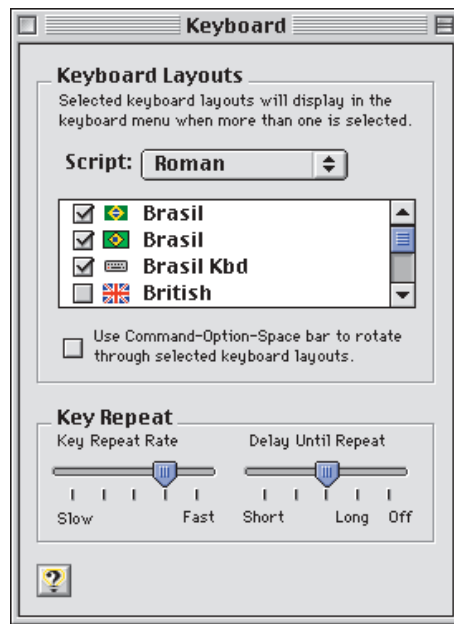 Keyboard
Keyboard Layouts
Selected keyboard layouts will display in the
keyboard menu when more than one is selected.
Script: Roman
Brasil
Brasil
Brasil Kbd
British
Use Command-Option-Space bar to rotate
through selected keyboard layouts.
Key Repeat
Key Repeat Rate Delay Until Repeat
Slow Fast Short Long Off
?